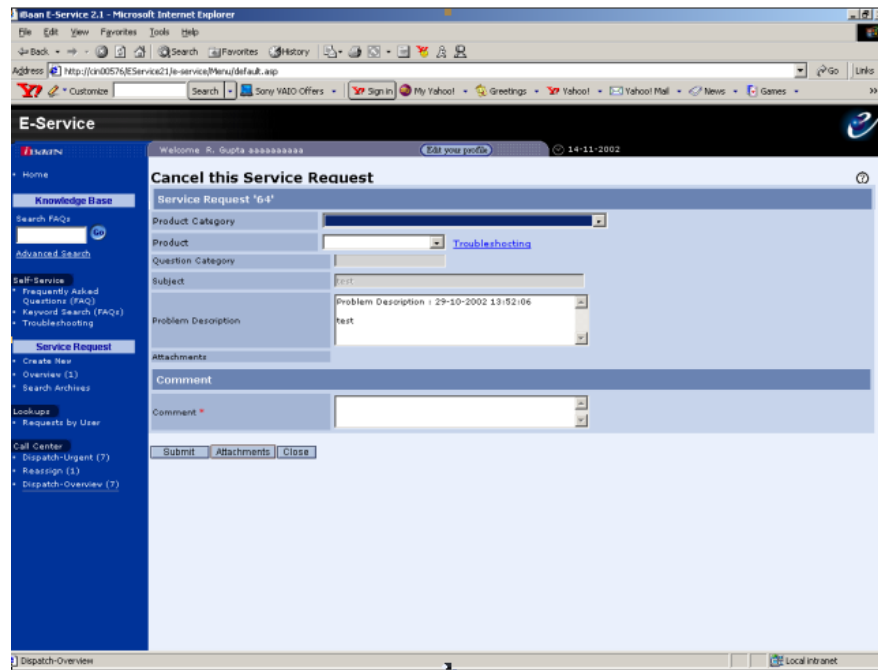 iBaan E-Service 2.1 - Microsoft Internet Explorer
File Edit View Favorites Tools Help
Back Search Favorites History
Address http://cin00576/EService21/e-service/Menu/default.asp Go Links
Customize Search Sony VAIO Offers Sign In My Yahoo! Greetings Yahoo! Yahoo! Mail News Games
E-Service
Welcome R. Gupta aaaaaaaaaa Edit your profile 14-11-2002
Home
Cancel this Service Request
Knowledge Base
Service Request '64'
Search FAQs
Go
Advanced Search
Product Category
Product Troubleshooting
Question Category
Subject test
Self-Service
Frequently Asked
Questions (FAQ)
Keyword Search (FAQs)
Troubleshooting
Problem Description
Problem Description : 29-10-2002 13:52:06
test
Service Request
Create New
Overview (1)
Search Archives
Attachments
Comment
Comment *
Lookups
Requests by User
Call Center
Dispatch-Urgent (7)
Reassign (1)
Dispatch-Overview (7)
Submit Attachments Close
Dispatch-Overview Local intranet